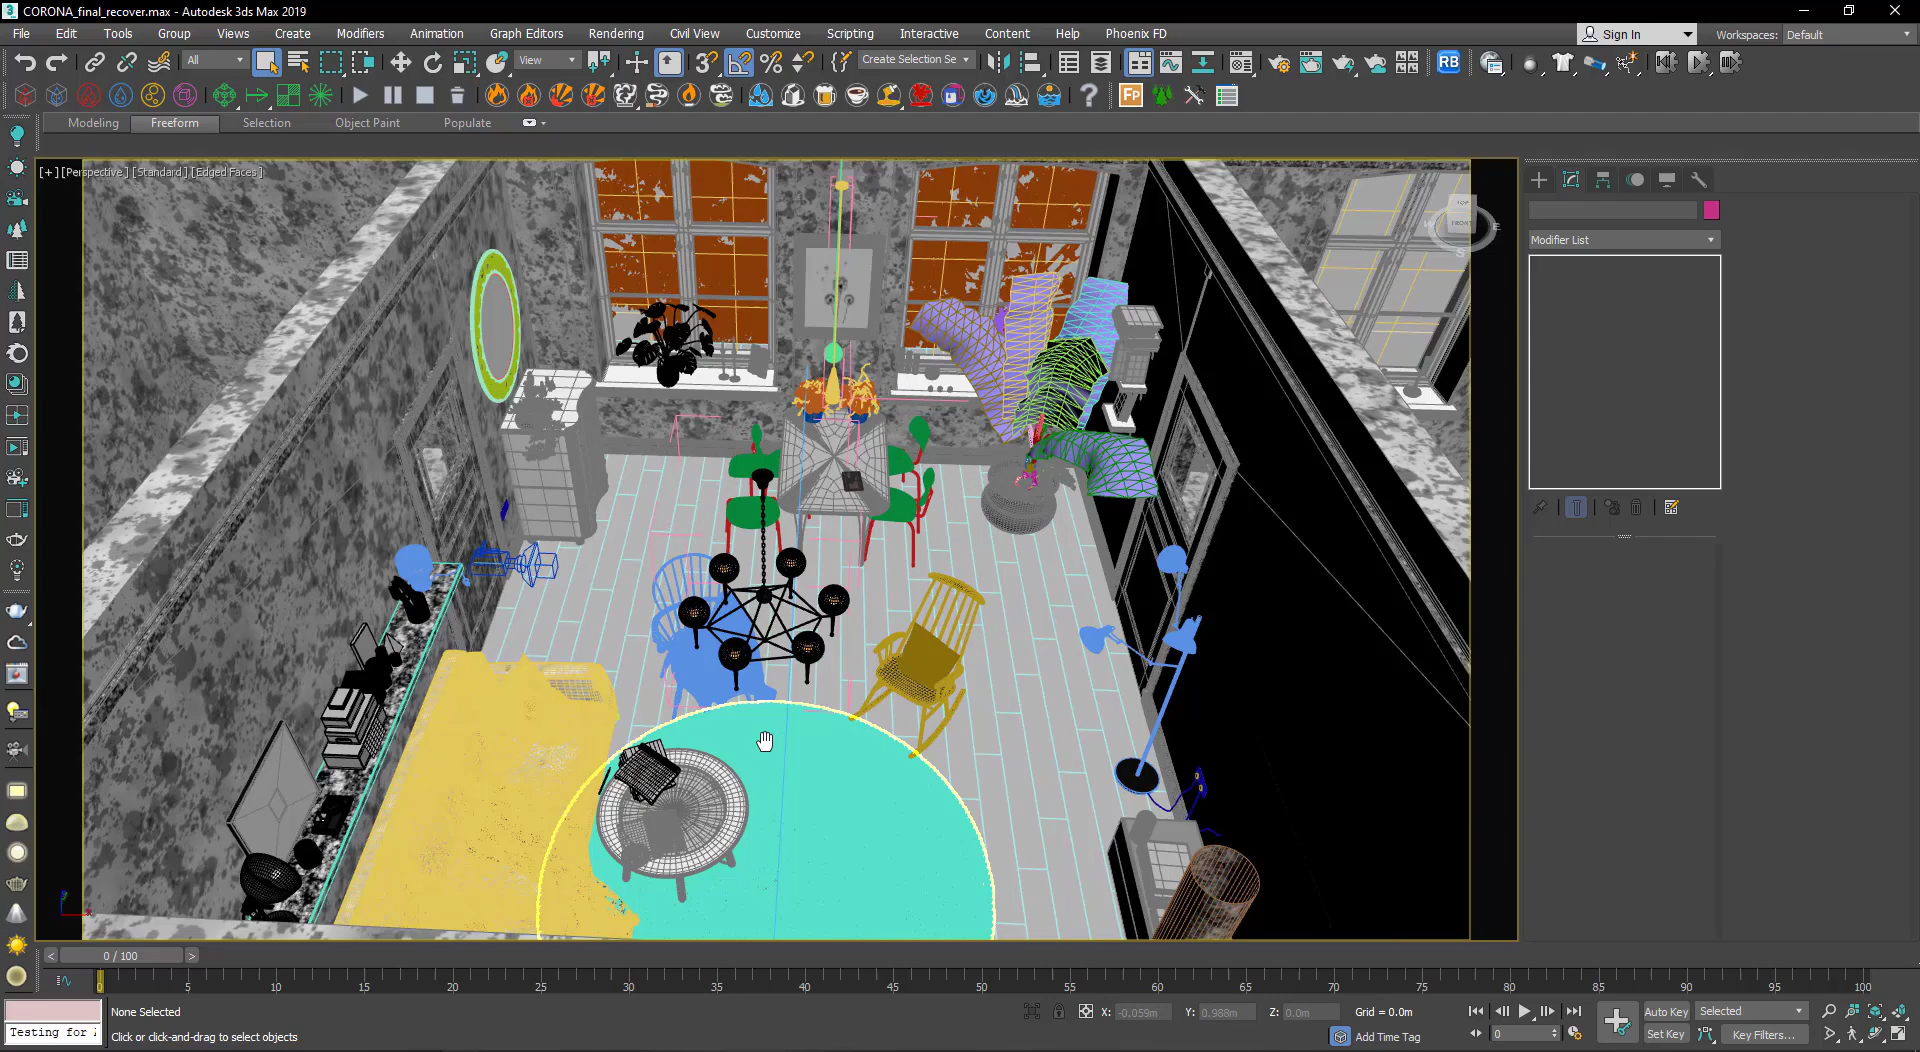 CORONA_final_recover.max - Autodesk 3ds Max 2019
File Edit Tools Group Views Create Modifiers Animation Graph Editors Rendering Civil View Customize Scripting Interactive Content Help Phoenix FD Sign In Workspaces: Default
All View Create Selection Se RB
Fp
Modeling Freeform Selection Object Paint Populate
[+] [Perspective ] [Standard ] [Edged Faces ]
TOP
FRONT
E
S
Modifier List
0 / 100
0 5 10 15 20 25 30 35 40 45 50 55 60 65 70 75 80 85 90 95 100
None Selected X: -0.059m Y: 0.988m Z: 0.0m Grid = 0.0m Auto Key Selected
Testing for Click or click-and-drag to select objects Add Time Tag 0 Set Key Key Filters...